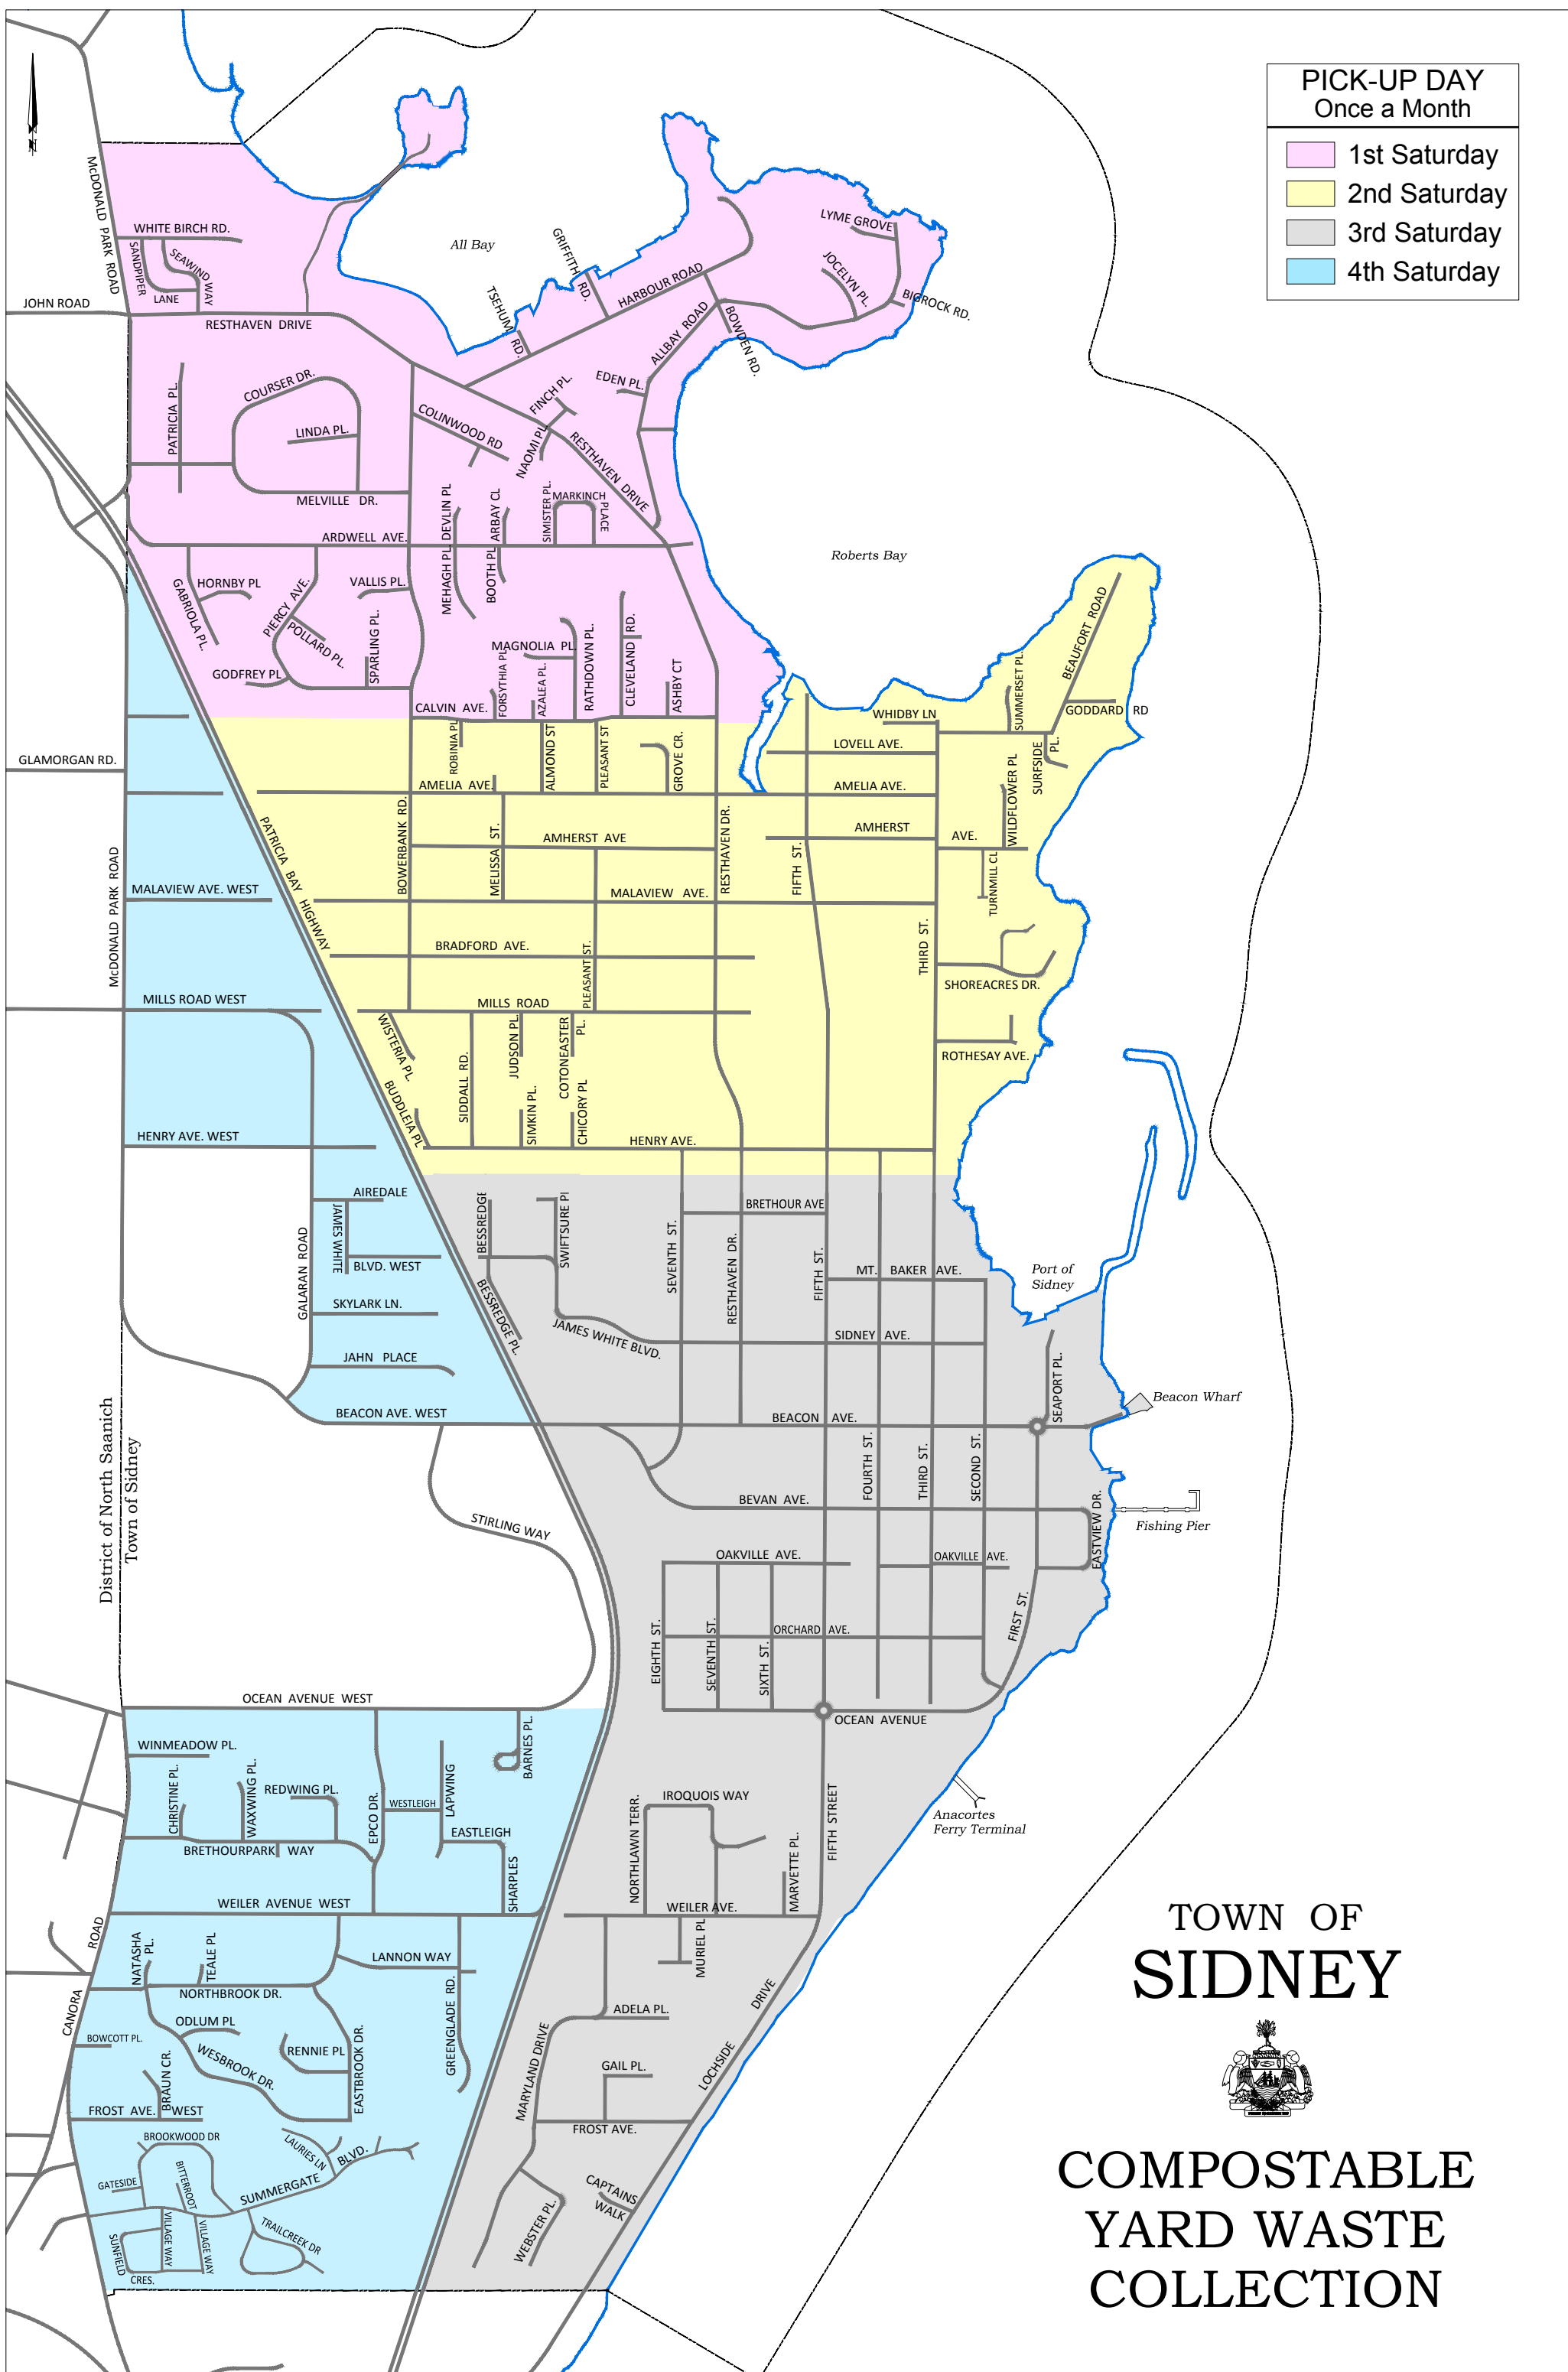 PICK-UP DAY
Once a Month
1st Saturday
2nd Saturday
3rd Saturday
4th Saturday
McDONALD PARK ROAD
WHITE BIRCH RD.
SANDPIPER
LANE
SEAWIND
WAY
JOHN ROAD
RESTHAVEN DRIVE
All Bay
GRIFFITH RD.
TSEHUM RD.
HARBOUR ROAD
LYME GROVE
JOCELYN PL.
BIGROCK RD.
ALLBAY ROAD
BOWDEN RD.
EDEN PL.
FINCH PL.
NAOMI PL
COLINWOOD RD
RESTHAVEN DRIVE
PATRICIA PL.
COURSER DR.
LINDA PL.
MELVILLE DR.
DEVLIN PL
ARBAY CL
SIMISTER PL.
MARKINCH
PLACE
ARDWELL AVE.
MEHAGH PL
BOOTH PL
GABRIOLA PL.
HORNBY PL
PIERCY AVE.
VALLIS PL.
POLLARD PL.
SPARLING PL.
GODFREY PL
MAGNOLIA PL.
FORSYTHIA PL
AZALEA PL.
RATHDOWN PL.
CLEVELAND RD.
ASHBY CT
CALVIN AVE.
Roberts Bay
BEAUFORT ROAD
SUMMERSET PL.
GODDARD RD
WHIDBY LN
LOVELL AVE.
SURFSIDE
PL.
ROBINIA PL
ALMOND ST
PLEASANT ST
GROVE CR.
AMELIA AVE.
AMELIA AVE.
WILDFLOWER PL
GLAMORGAN RD.
PATRICIA BAY HIGHWAY
BOWERBANK RD.
MELISSA ST.
AMHERST AVE
RESTHAVEN DR.
FIFTH ST.
AMHERST
AVE.
TURNMILL CL
McDONALD PARK ROAD
MALAVIEW AVE. WEST
MALAVIEW AVE.
BRADFORD AVE.
PLEASANT ST.
THIRD ST.
SHOREACRES DR.
MILLS ROAD WEST
MILLS ROAD
WISTERIA PL.
SIDDALL RD.
JUDSON PL.
COTONEASTER
PL.
ROTHESAY AVE.
BUDDLEIA PL
SIMKIN PL.
CHICORY PL
HENRY AVE. WEST
HENRY AVE.
AIREDALE
JAMES WHITE
BLVD. WEST
GALARAN ROAD
SKYLARK LN.
JAHN PLACE
BEACON AVE. WEST
BESSREDGE
SWIFTSURE
BESSREDGE PL.
JAMES WHITE BLVD.
SEVENTH ST.
RESTHAVEN DR.
BRETHOUR AVE
FIFTH ST.
MT. BAKER AVE.
SIDNEY AVE.
Port of
Sidney
SEAPORT PL.
Beacon Wharf
BEACON AVE.
FOURTH ST.
THIRD ST.
SECOND ST.
BEVAN AVE.
EASTVIEW DR.
Fishing Pier
District of North Saanich
Town of Sidney
STIRLING WAY
OAKVILLE AVE.
OAKVILLE AVE.
FIRST ST.
EIGHTH ST.
SEVENTH ST.
SIXTH ST.
ORCHARD AVE.
OCEAN AVENUE WEST
OCEAN AVENUE
WINMEADOW PL.
BARNES PL.
CHRISTINE PL.
WAXWING PL.
REDWING PL.
EPCO DR.
WESTLEIGH
LAPWING
EASTLEIGH
SHARPLES
BRETHOURPARK WAY
IROQUOIS WAY
NORTHLAWN TERR.
MARVETTE PL.
FIFTH STREET
Anacortes
Ferry Terminal
WEILER AVENUE WEST
WEILER AVE.
CANORA ROAD
NATASHA
PL.
TEALE PL
LANNON WAY
MURIEL PL
NORTHBROOK DR.
GREENGLADE RD.
ADELA PL.
LOCHSIDE DRIVE
ODLUM PL
BOWCOTT PL.
WESBROOK DR.
RENNIE PL
EASTBROOK DR.
BRAUN CR.
MARYLAND DRIVE
GAIL PL.
FROST AVE. WEST
FROST AVE.
BROOKWOOD DR
LAURIES LN
GATESIDE
BITTERROOT
SUMMERGATE BLVD.
CAPTAINS
WALK
WEBSTER PL.
VILLAGE WAY
VILLAGE WAY
TRAILCREEK DR
SUNFIELD
CRES.
TOWN OF
SIDNEY
COMPOSTABLE
YARD WASTE
COLLECTION